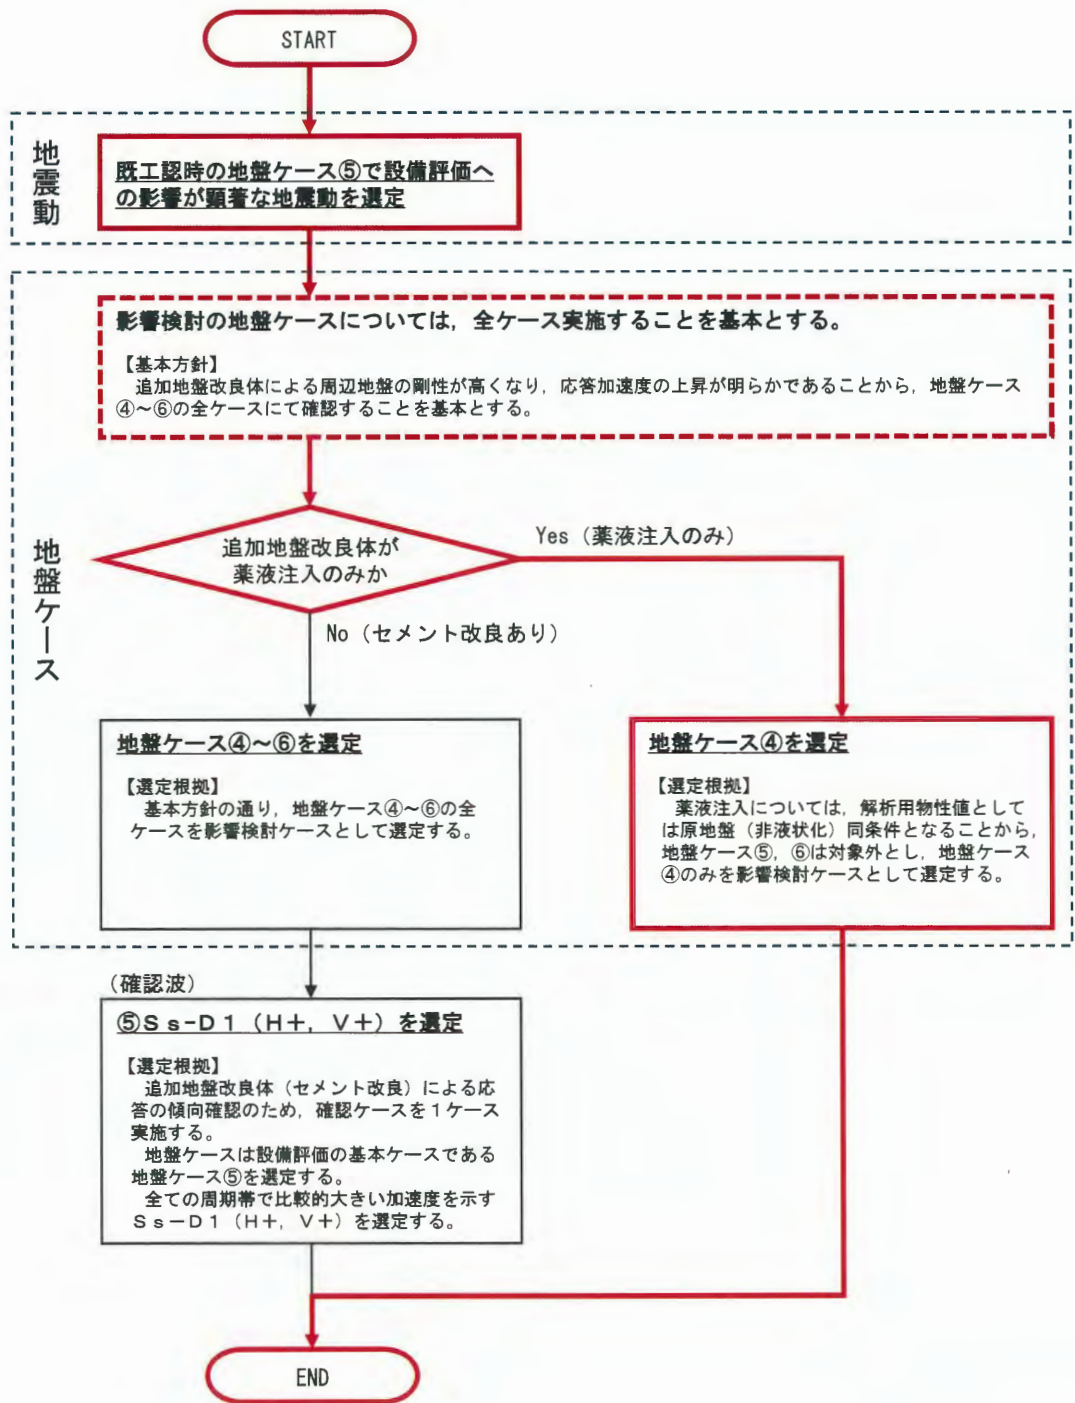 START
地震動
既工認時の地盤ケース⑤で設備評価へ
の影響が顕著な地震動を選定
地盤ケース
影響検討の地盤ケースについては，全ケース実施することを基本とする。
【基本方針】
追加地盤改良体による周辺地盤の剛性が高くなり，応答加速度の上昇が明らかであることから，地盤ケース
④～⑥の全ケースにて確認することを基本とする。
追加地盤改良体が
薬液注入のみか
Yes（薬液注入のみ）
No（セメント改良あり）
地盤ケース④～⑥を選定
【選定根拠】
基本方針の通り，地盤ケース④～⑥の全
ケースを影響検討ケースとして選定する。
地盤ケース④を選定
【選定根拠】
薬液注入については，解析用物性値として
は原地盤（非液状化）同条件となることから，
地盤ケース⑤，⑥は対象外とし，地盤ケース
④のみを影響検討ケースとして選定する。
（確認波）
⑤Ｓｓ−Ｄ１（Ｈ＋，Ｖ＋）を選定
【選定根拠】
追加地盤改良体（セメント改良）による応
答の傾向確認のため，確認ケースを１ケース
実施する。
地盤ケースは設備評価の基本ケースである
地盤ケース⑤を選定する。
全ての周期帯で比較的大きい加速度を示す
Ｓｓ−Ｄ１（Ｈ＋，Ｖ＋）を選定する。
END